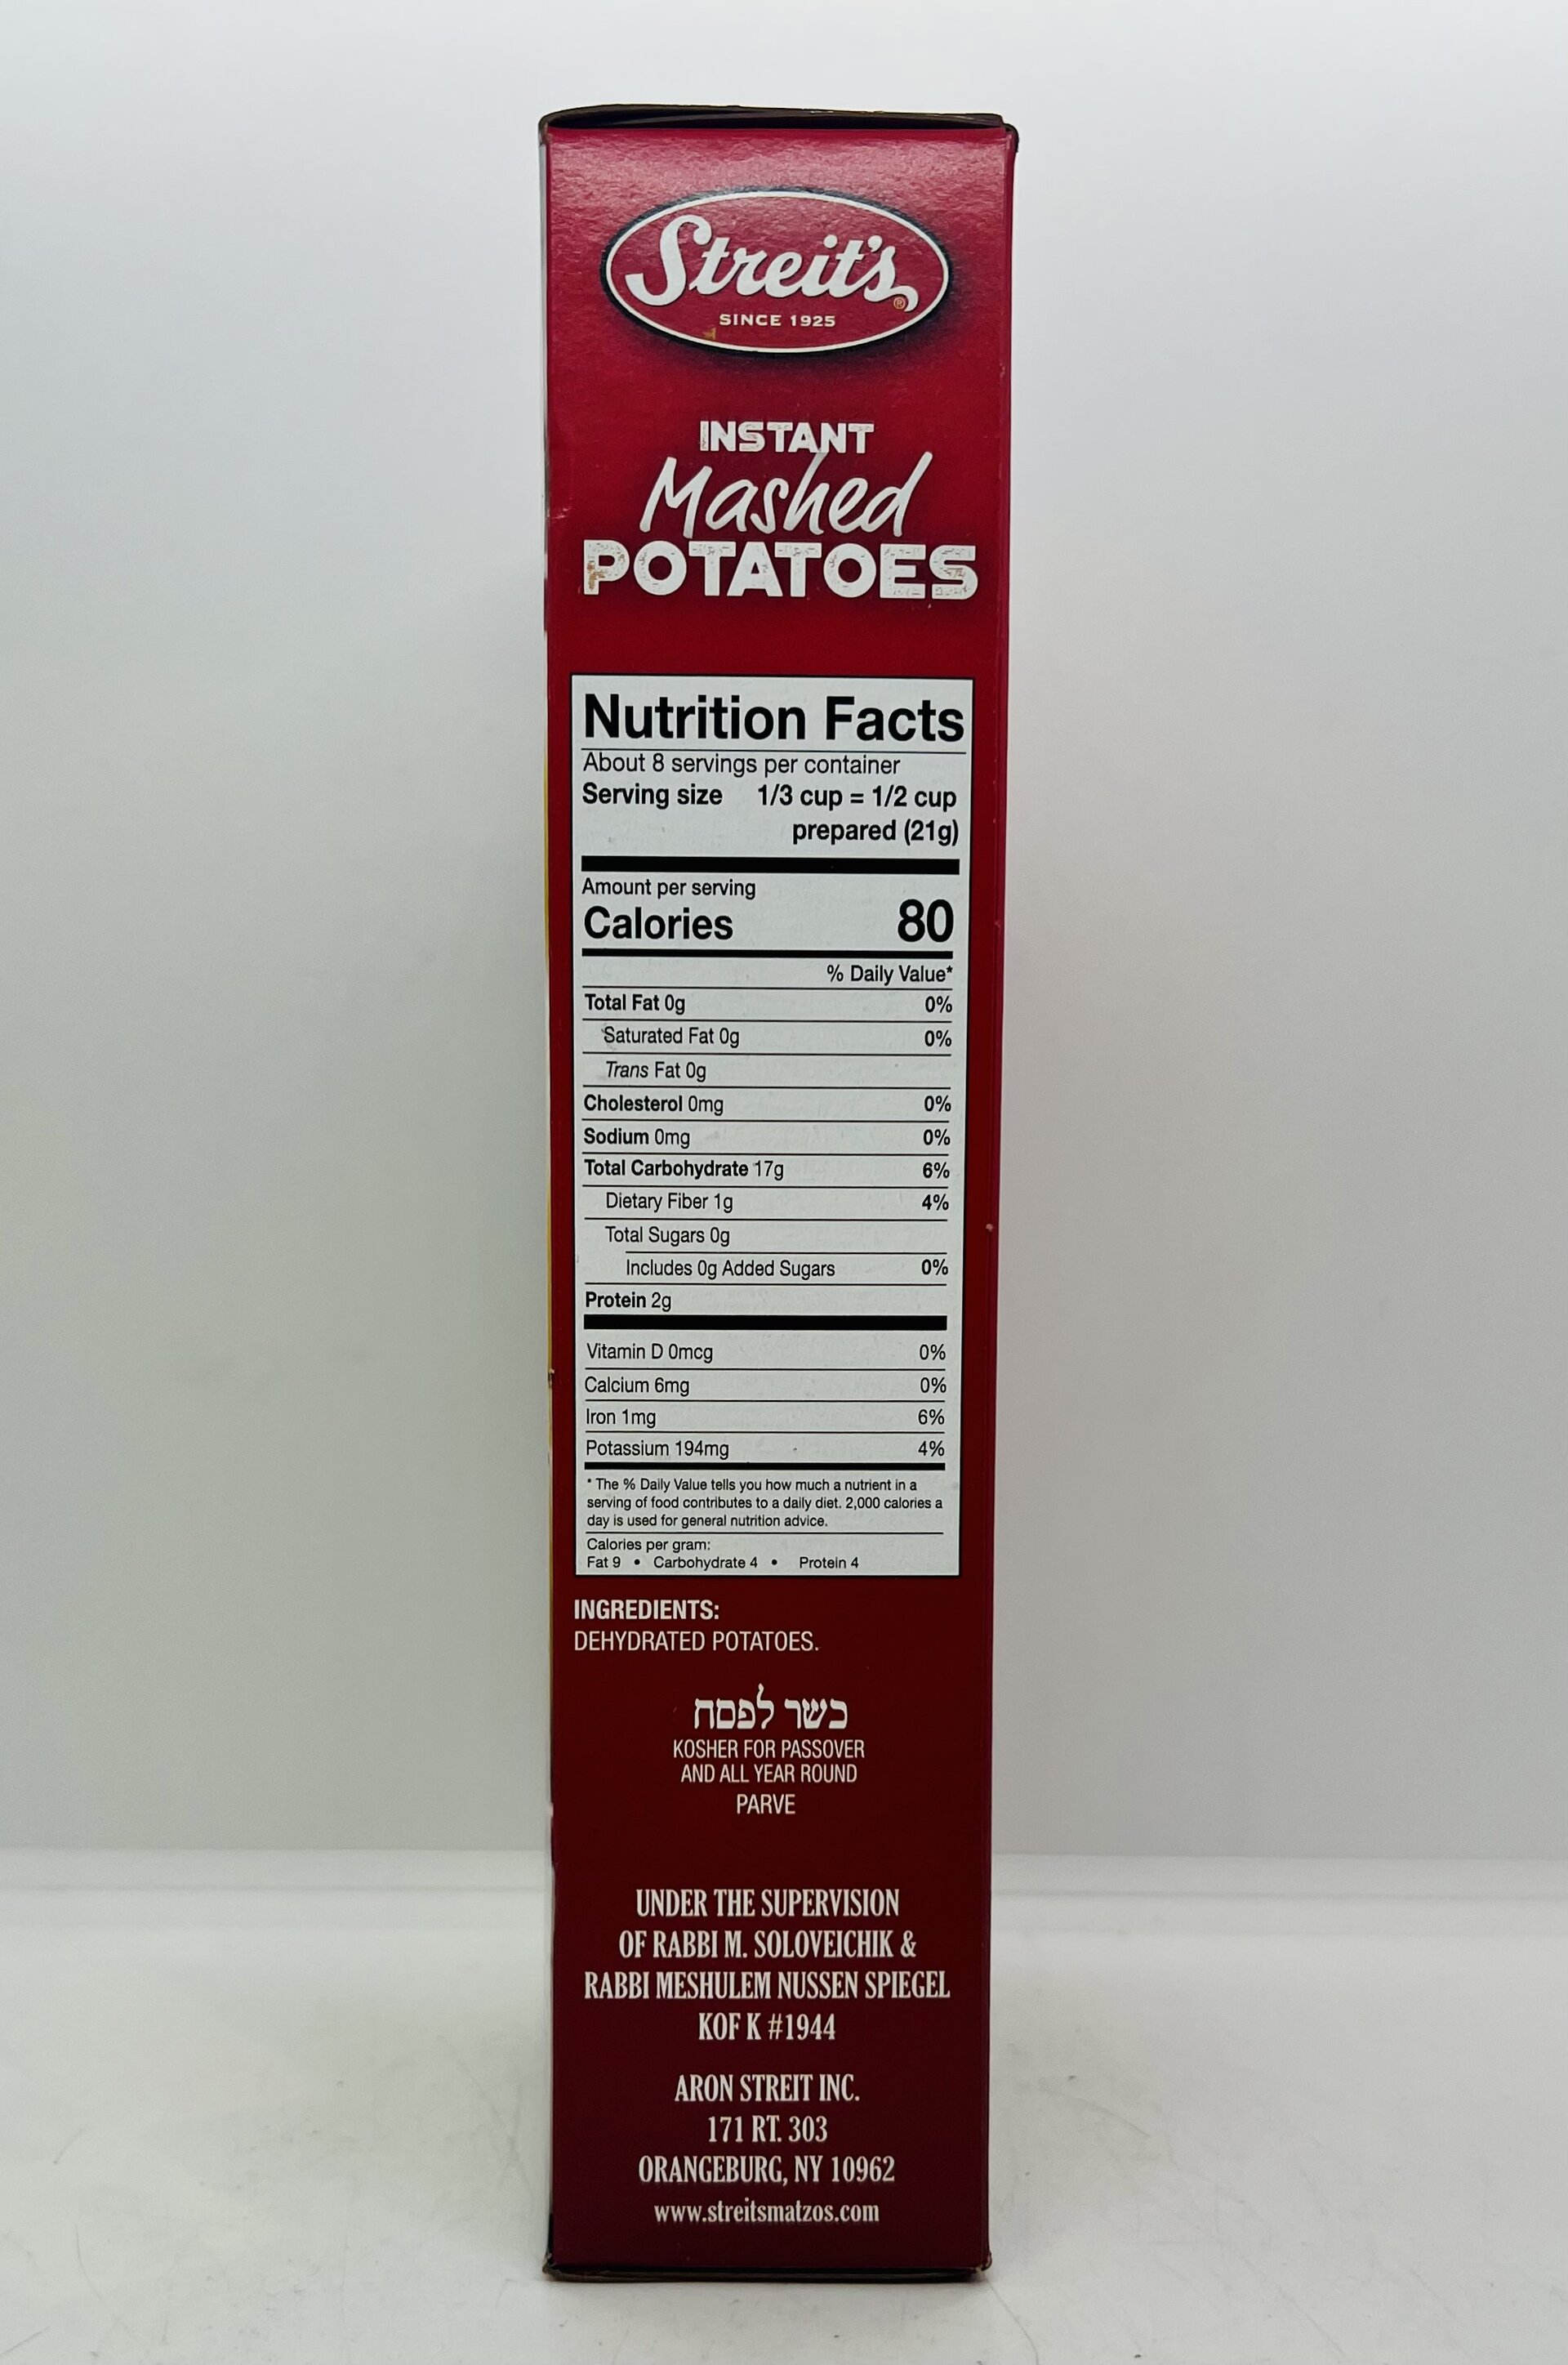 Streit's®
SINCE 1925
INSTANT
Mashed
POTATOES
Nutrition Facts
About 8 servings per container
Serving size 1/3 cup = 1/2 cup
prepared (21g)
Amount per serving
Calories 80
% Daily Value*
Total Fat 0g 0%
Saturated Fat 0g 0%
Trans Fat 0g
Cholesterol 0mg 0%
Sodium 0mg 0%
Total Carbohydrate 17g 6%
Dietary Fiber 1g 4%
Total Sugars 0g
Includes 0g Added Sugars 0%
Protein 2g
Vitamin D 0mcg 0%
Calcium 6mg 0%
Iron 1mg 6%
Potassium 194mg 4%
* The % Daily Value tells you how much a nutrient in a
serving of food contributes to a daily diet. 2,000 calories a
day is used for general nutrition advice.
Calories per gram:
Fat 9 • Carbohydrate 4 • Protein 4
INGREDIENTS:
DEHYDRATED POTATOES.
כשר לפסח
KOSHER FOR PASSOVER
AND ALL YEAR ROUND
PARVE
UNDER THE SUPERVISION
OF RABBI M. SOLOVEICHIK &
RABBI MESHULEM NUSSEN SPIEGEL
KOF K #1944
ARON STREIT INC.
171 RT. 303
ORANGEBURG, NY 10962
www.streitsmatzos.com